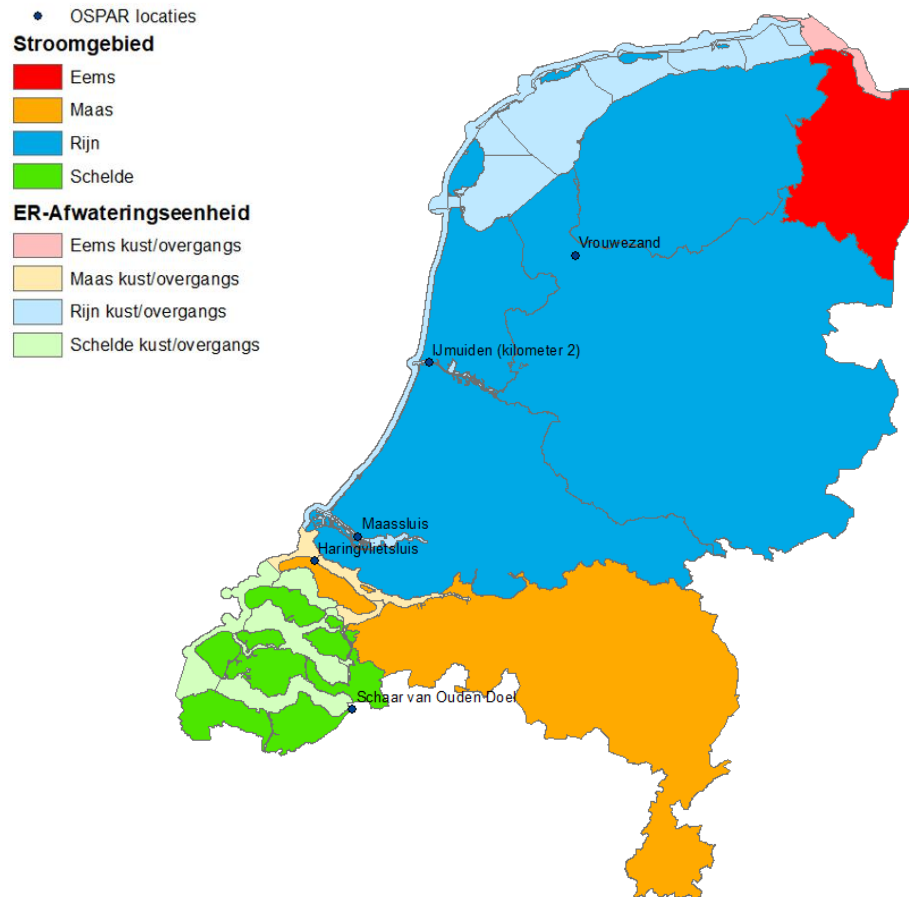 OSPAR locaties
Stroomgebied
Eems
Maas
Rijn
Schelde
ER-Afwateringseenheid
Eems kust/overgangs
Maas kust/overgangs
Rijn kust/overgangs
Schelde kust/overgangs
Vrouwezand
IJmuiden (kilometer 2)
Maassluis
Haringvlietsluis
Schaar van Ouden Doel